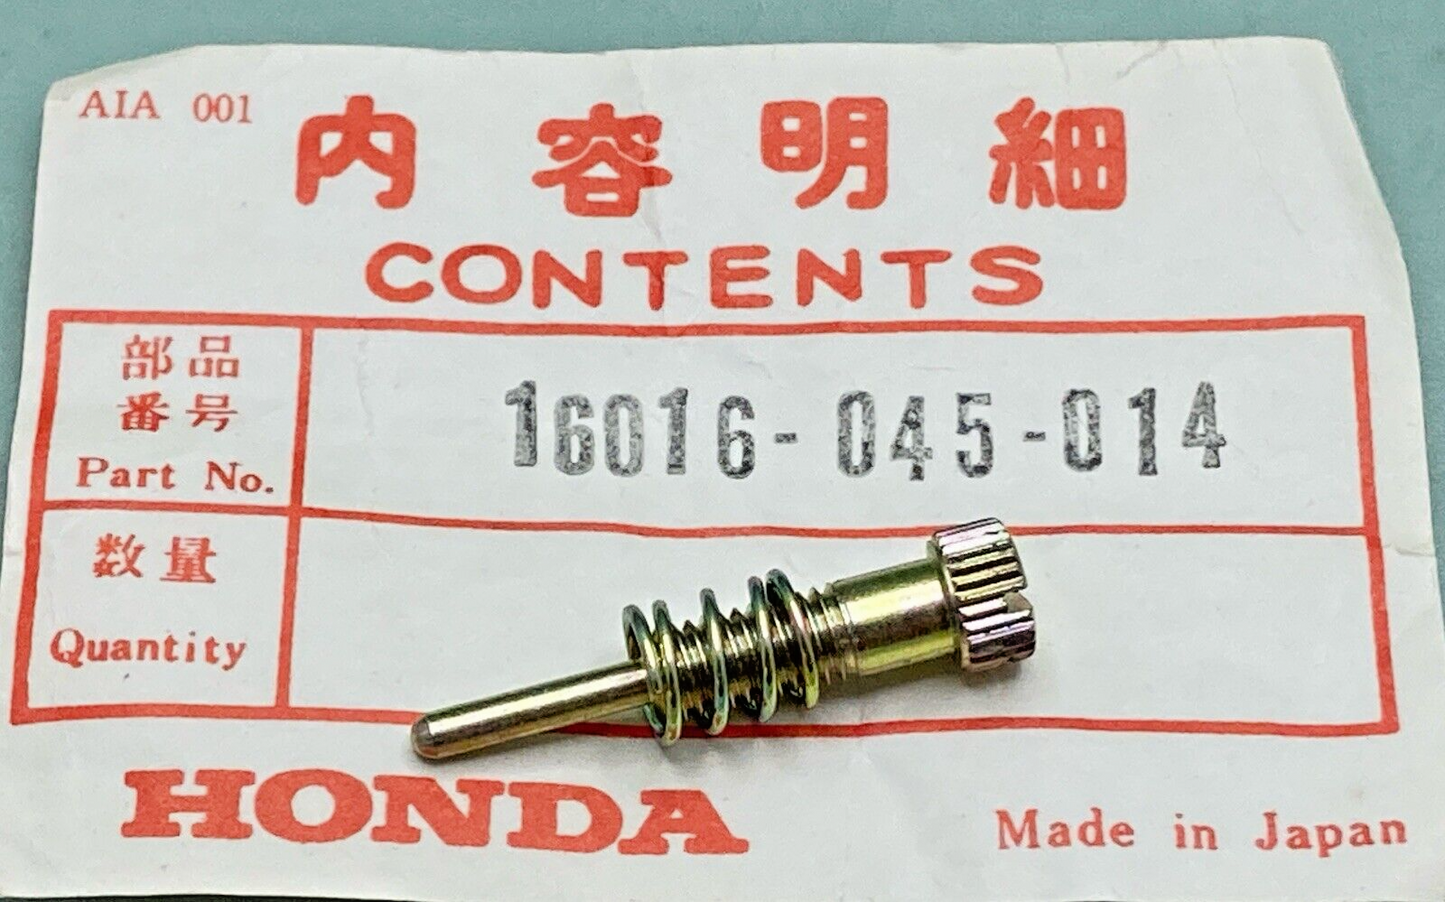 AIA 001
内容明細
CONTENTS
部品
番号
Part No.
16016-045-014
数量
Quantity
HONDA
Made in Japan